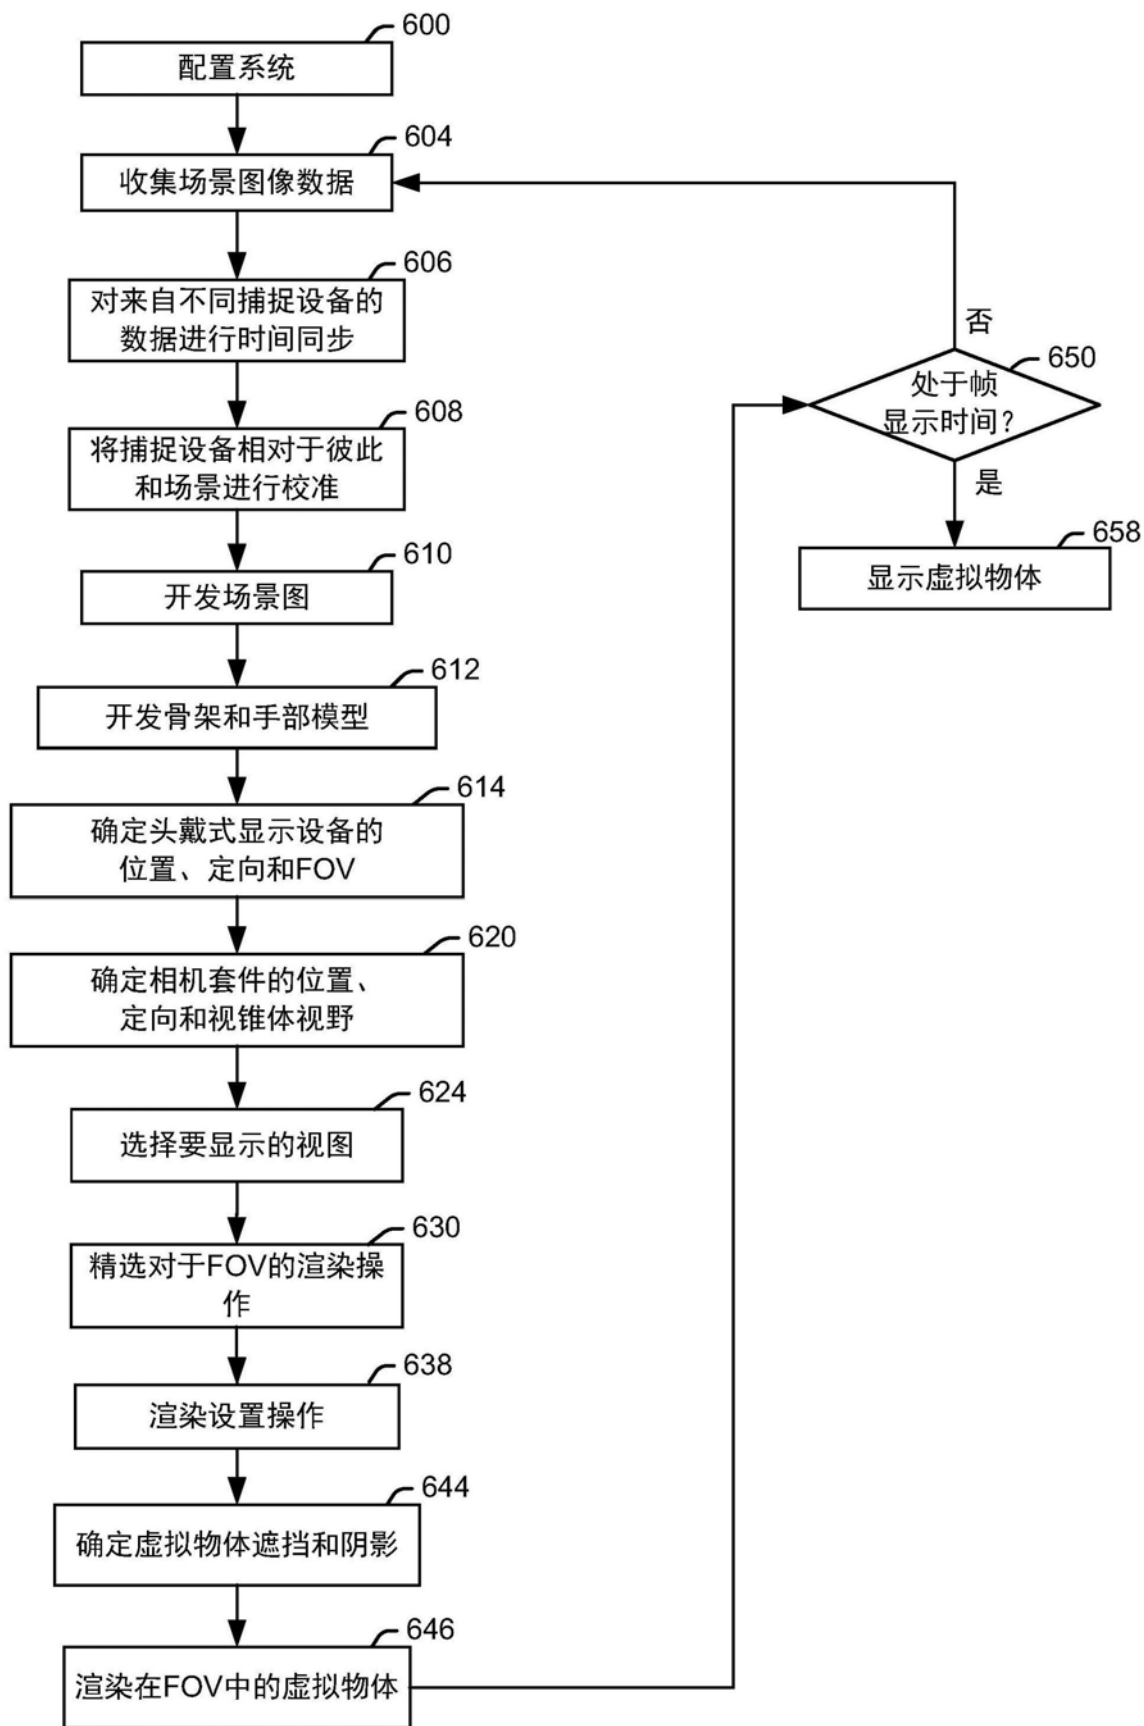 600
配置系统
604
收集场景图像数据
606
对来自不同捕捉设备的
数据进行时间同步
608
将捕捉设备相对于彼此
和场景进行校准
610
开发场景图
612
开发骨架和手部模型
614
确定头戴式显示设备的
位置、定向和FOV
620
确定相机套件的位置、
定向和视锥体视野
624
选择要显示的视图
630
精选对于FOV的渲染操
作
638
渲染设置操作
644
确定虚拟物体遮挡和阴影
646
渲染在FOV中的虚拟物体
否
650
处于帧
显示时间？
是
658
显示虚拟物体